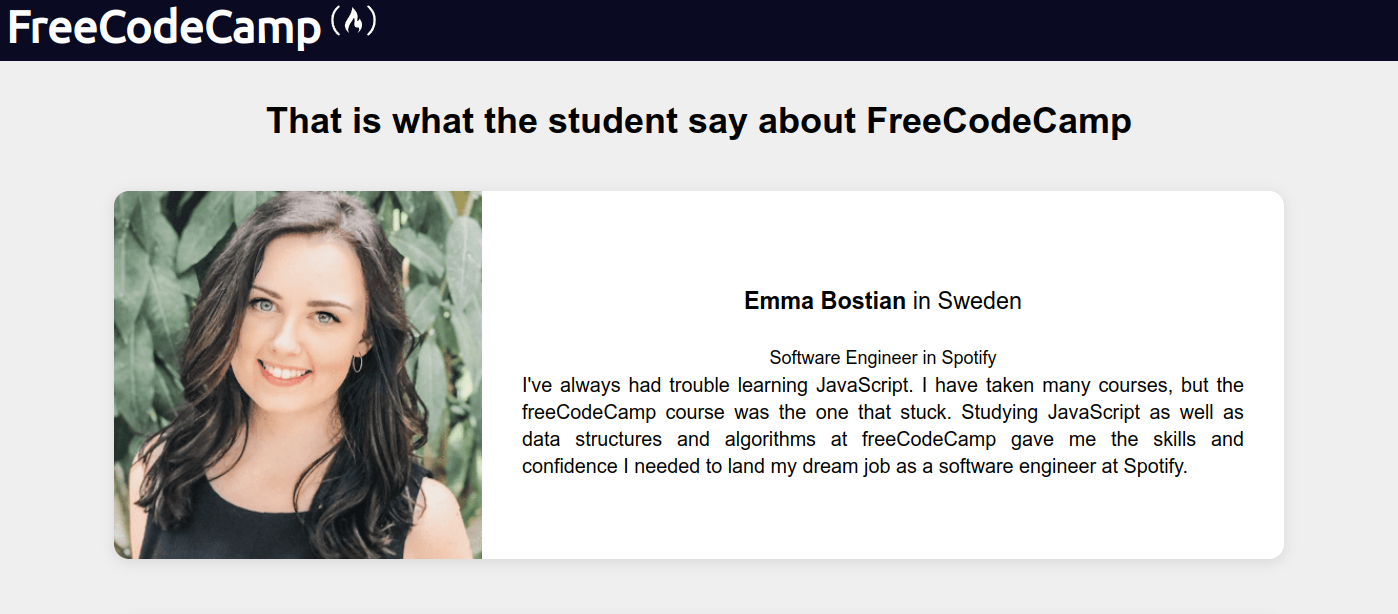 FreeCodeCamp
That is what the student say about FreeCodeCamp
Emma Bostian in Sweden
Software Engineer in Spotify
I've always had trouble learning JavaScript. I have taken many courses, but the
freeCodeCamp course was the one that stuck. Studying JavaScript as well as
data structures and algorithms at freeCodeCamp gave me the skills and
confidence I needed to land my dream job as a software engineer at Spotify.